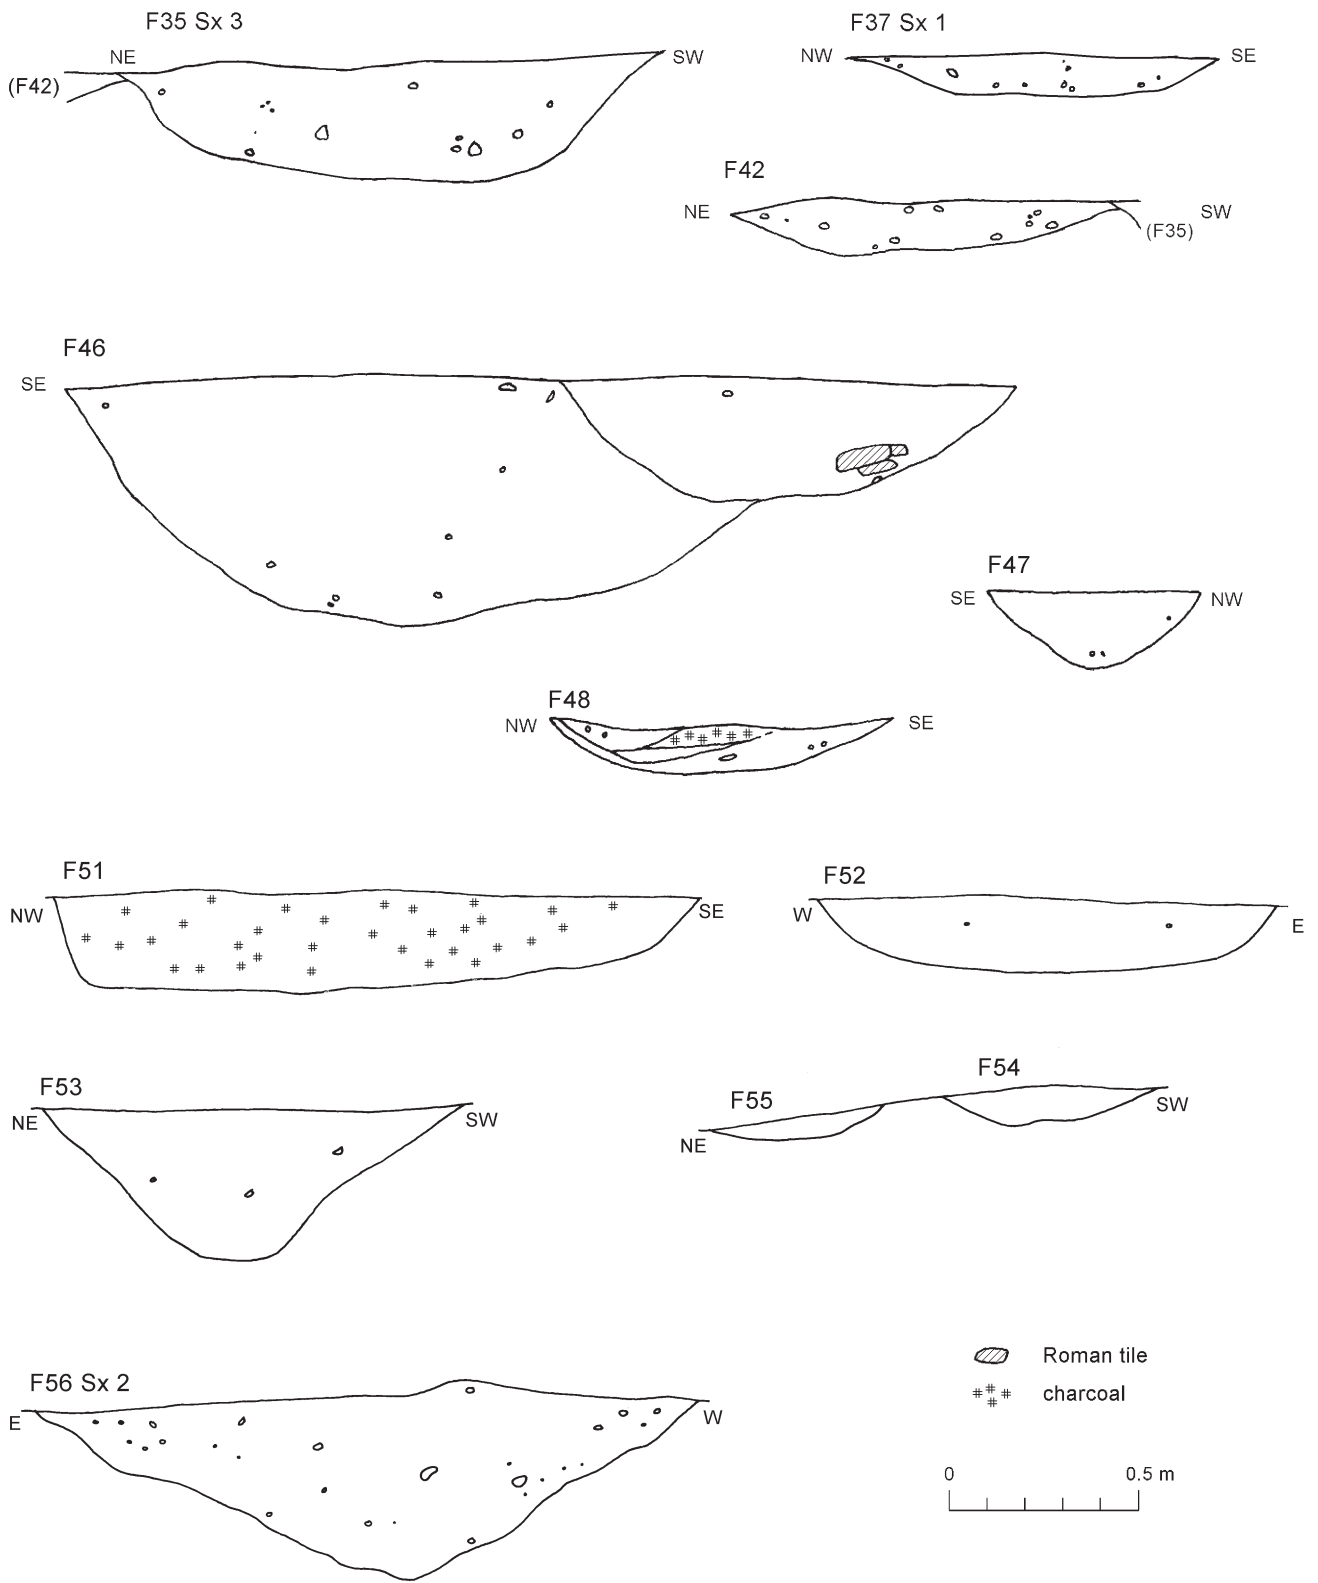 F35 Sx 3
NE
SW
(F42)
F37 Sx 1
NW
SE
F42
NE
SW
(F35)
F46
SE
F47
SE
NW
F48
NW
SE
F51
NW
SE
F52
W
E
F53
NE
SW
F54
F55
SW
NE
F56 Sx 2
E
W
Roman tile
charcoal
0 0.5 m